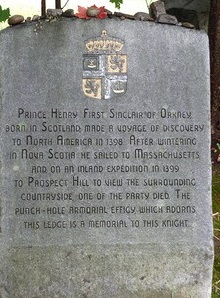 PRINCE HENRY FIRST SINCLAIR OF ORKNEY
BORN IN SCOTLAND MADE A VOYAGE OF DISCOVERY
TO NORTH AMERICA IN 1398. AFTER WINTERING
IN NOVA SCOTIA HE SAILED TO MASSACHUSETTS
AND ON AN INLAND EXPEDITION IN 1399
TO PROSPECT HILL TO VIEW THE SURROUNDING
COUNTRYSIDE, ONE OF THE PARTY DIED. THE
PUNCH-HOLE ARMORIAL EFFIGY WHICH ADORNS
THIS LEDGE IS A MEMORIAL TO THIS KNIGHT.